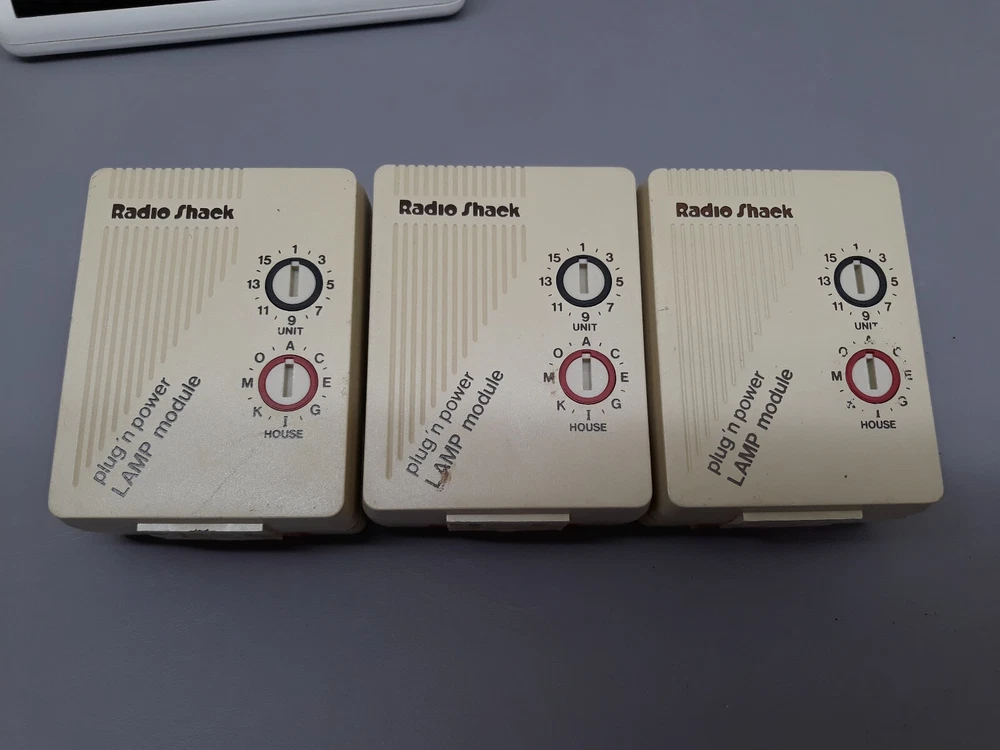 Radio Shack
1
15 3
13 5
11 7
9
UNIT
A
O C
M E
K G
I
HOUSE
plug 'n power
LAMP module
Radio Shack
1
15 3
13 5
11 7
9
UNIT
A
O C
M E
K G
I
HOUSE
plug 'n power
LAMP module
Radio Shack
1
15 3
13 5
11 7
9
UNIT
O C
M E
G
I
HOUSE
plug 'n power
LAMP module